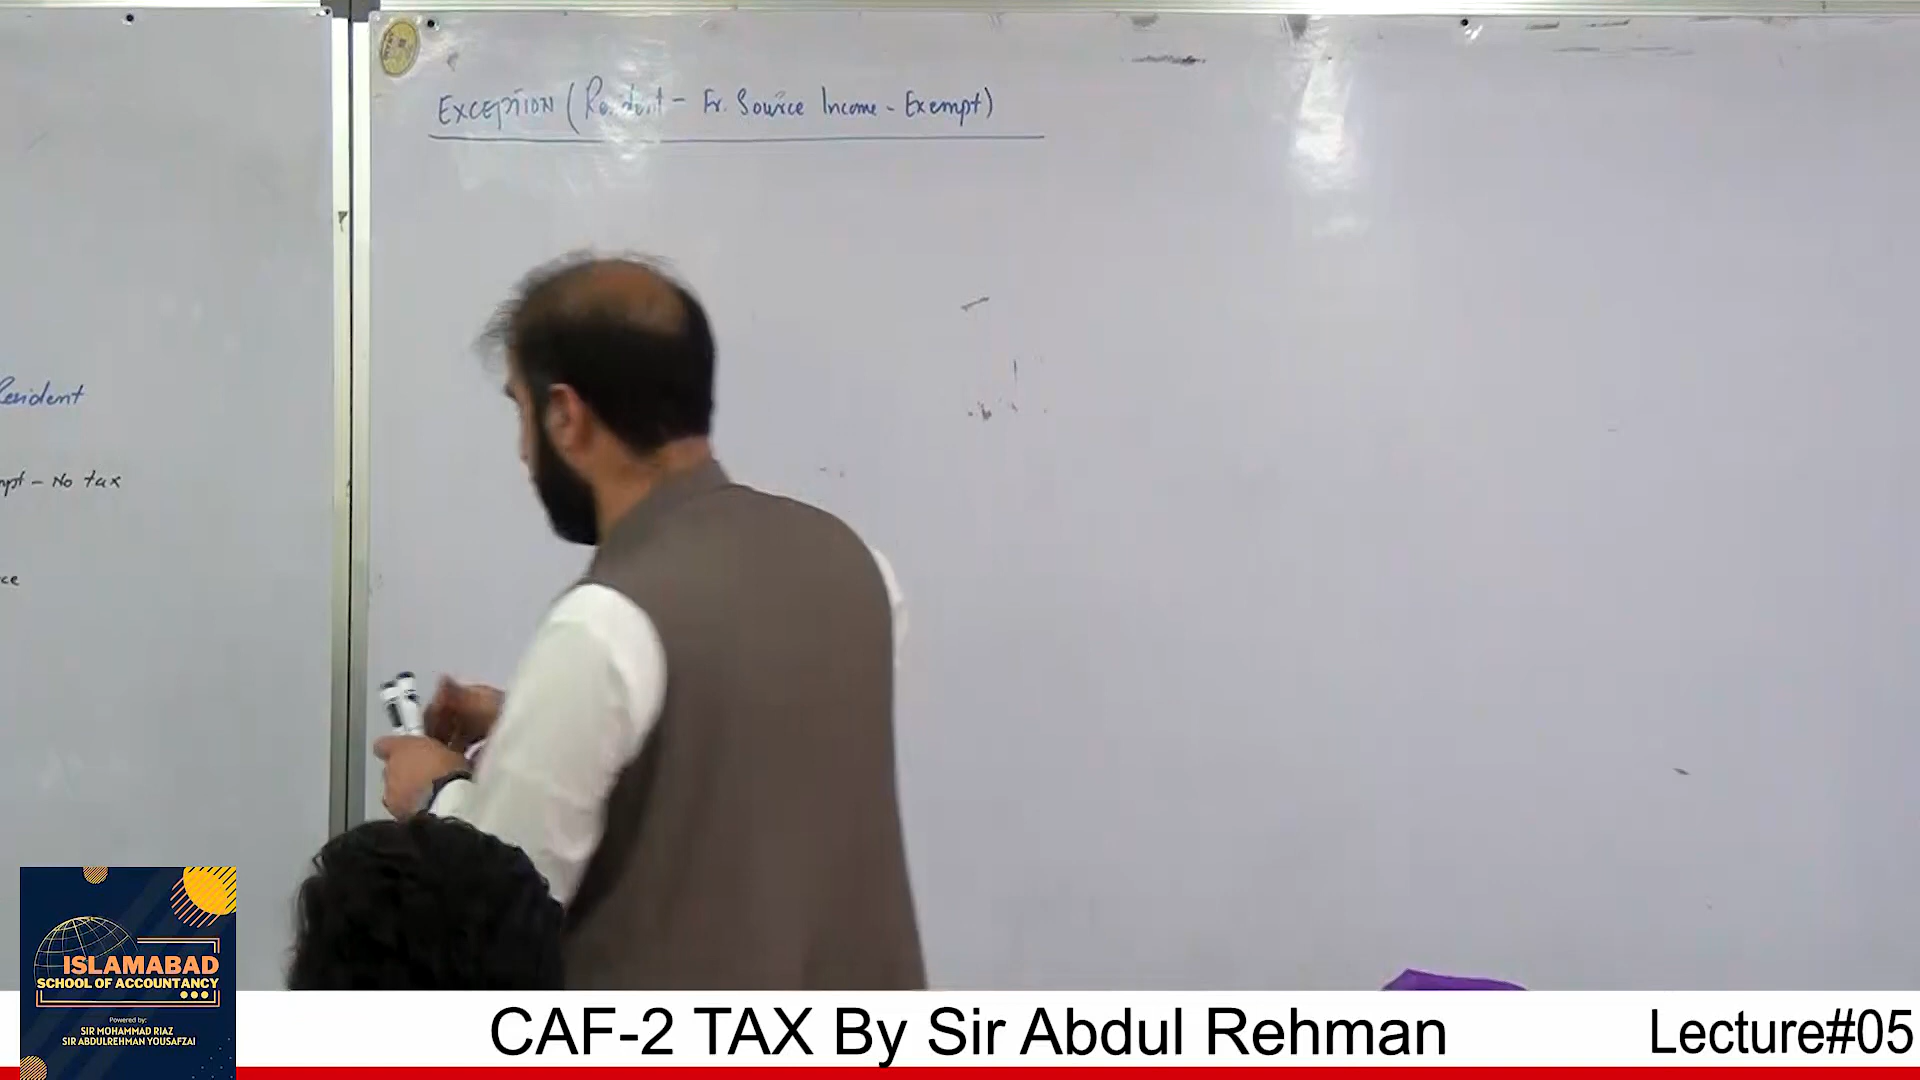 EXCEPTION (Resident - Fr. Source Income - Exempt)
Resident
mpt - No tax
ce
ISLAMABAD
SCHOOL OF ACCOUNTANCY
Powered by:
SIR MOHAMMAD RIAZ
SIR ABDULREHMAN YOUSAFZAI
CAF-2 TAX By Sir Abdul Rehman
Lecture#05